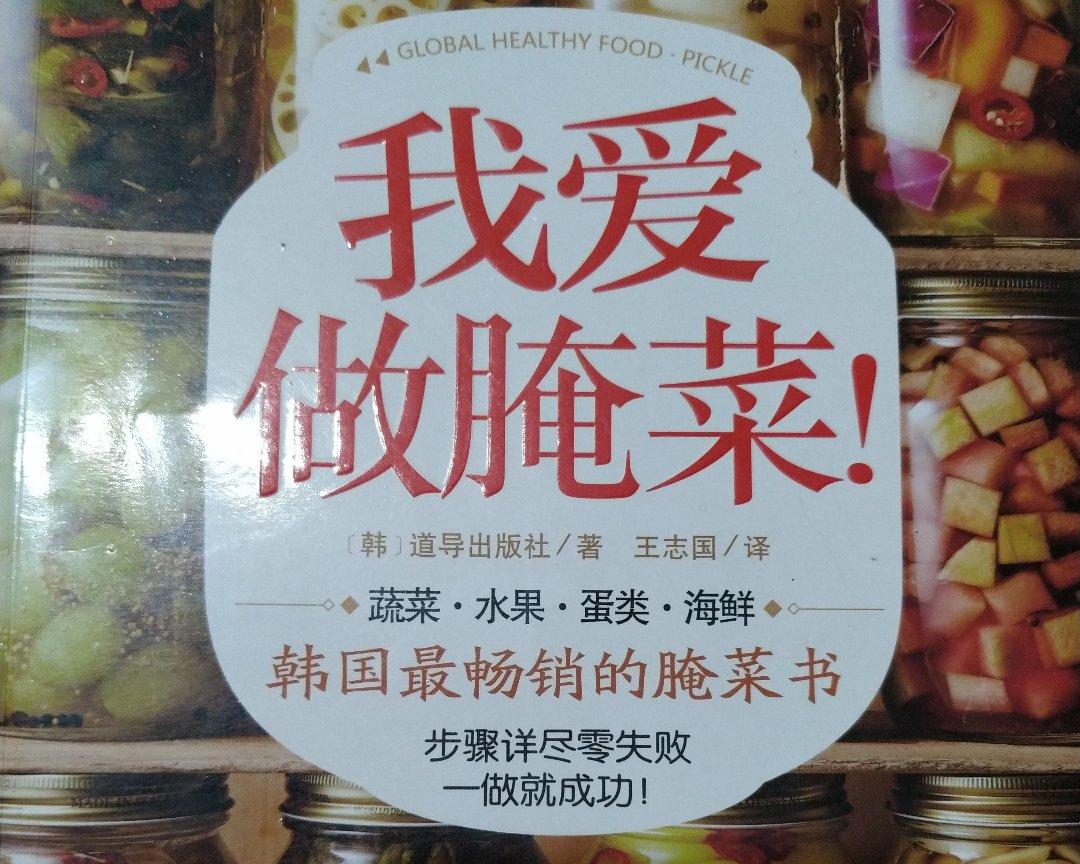 GLOBAL HEALTHY FOOD · PICKLE
我爱
做腌菜!
〔韩〕道导出版社/著 王志国/译
蔬菜·水果·蛋类·海鲜
韩国最畅销的腌菜书
步骤详尽零失败
一做就成功!
MADE IN